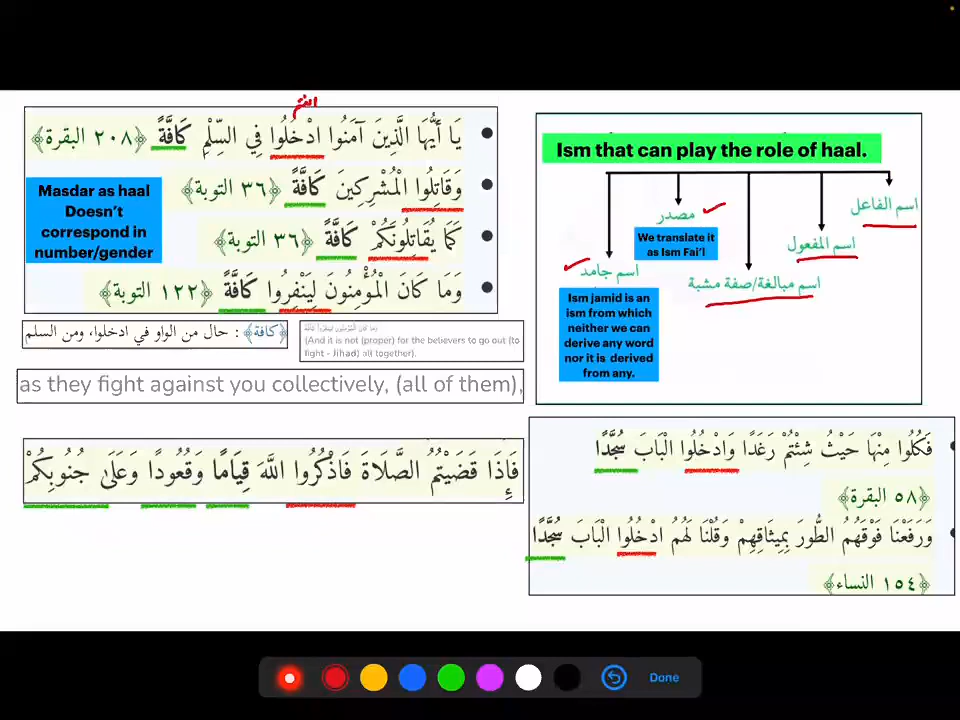 أنتم
يَا أَيُّهَا الَّذِينَ آمَنُوا ادْخُلُوا فِي السِّلْمِ كَافَّةً ﴿٢٠٨ البقرة﴾
وَقَاتِلُوا الْمُشْرِكِينَ كَافَّةً ﴿٣٦ التوبة﴾
كَمَا يُقَاتِلُونَكُمْ كَافَّةً ﴿٣٦ التوبة﴾
وَمَا كَانَ الْمُؤْمِنُونَ لِيَنْفِرُوا كَافَّةً ﴿١٢٢ التوبة﴾
Masdar as haal
Doesn't
correspond in
number/gender
﴿كافة﴾ : حال من الواو في ادخلوا، ومن السلم
وَمَا كَانَ الْمُؤْمِنُونَ لِيَنْفِرُوا كَافَّةً
(And it is not (proper) for the believers to go out (to
fight - Jihad) all together).
as they fight against you collectively, (all of them),
فَإِذَا قَضَيْتُمُ الصَّلَاةَ فَاذْكُرُوا اللَّهَ قِيَامًا وَقُعُودًا وَعَلَىٰ جُنُوبِكُمْ
Ism that can play the role of haal.
اسم الفاعل
اسم المفعول
اسم مبالغة/صفة مشبة
مصدر
We translate it
as Ism Fai'l
اسم جامد
Ism jamid is an
ism from which
neither we can
derive any word
nor it is derived
from any.
فَكُلُوا مِنْهَا حَيْثُ شِئْتُمْ رَغَدًا وَادْخُلُوا الْبَابَ سُجَّدًا
﴿٥٨ البقرة﴾
وَرَفَعْنَا فَوْقَهُمُ الطُّورَ بِمِيثَاقِهِمْ وَقُلْنَا لَهُمُ ادْخُلُوا الْبَابَ سُجَّدًا
﴿١٥٤ النساء﴾
Done